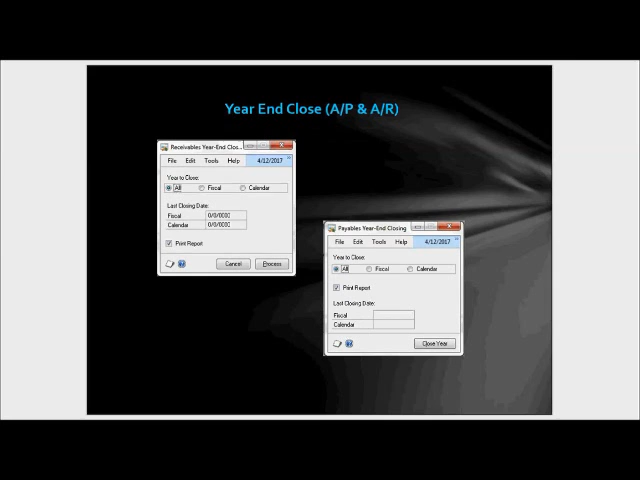 Year End Close (A/P & A/R)
Receivables Year-End Clos...
File Edit Tools Help 4/12/2017
Year to Close:
All Fiscal Calendar
Last Closing Date:
Fiscal 0/0/0000
Calendar 0/0/0000
Print Report
Cancel Process
Payables Year-End Closing
File Edit Tools Help 4/12/2017
Year to Close:
All Fiscal Calendar
Print Report
Last Closing Date:
Fiscal
Calendar
Close Year